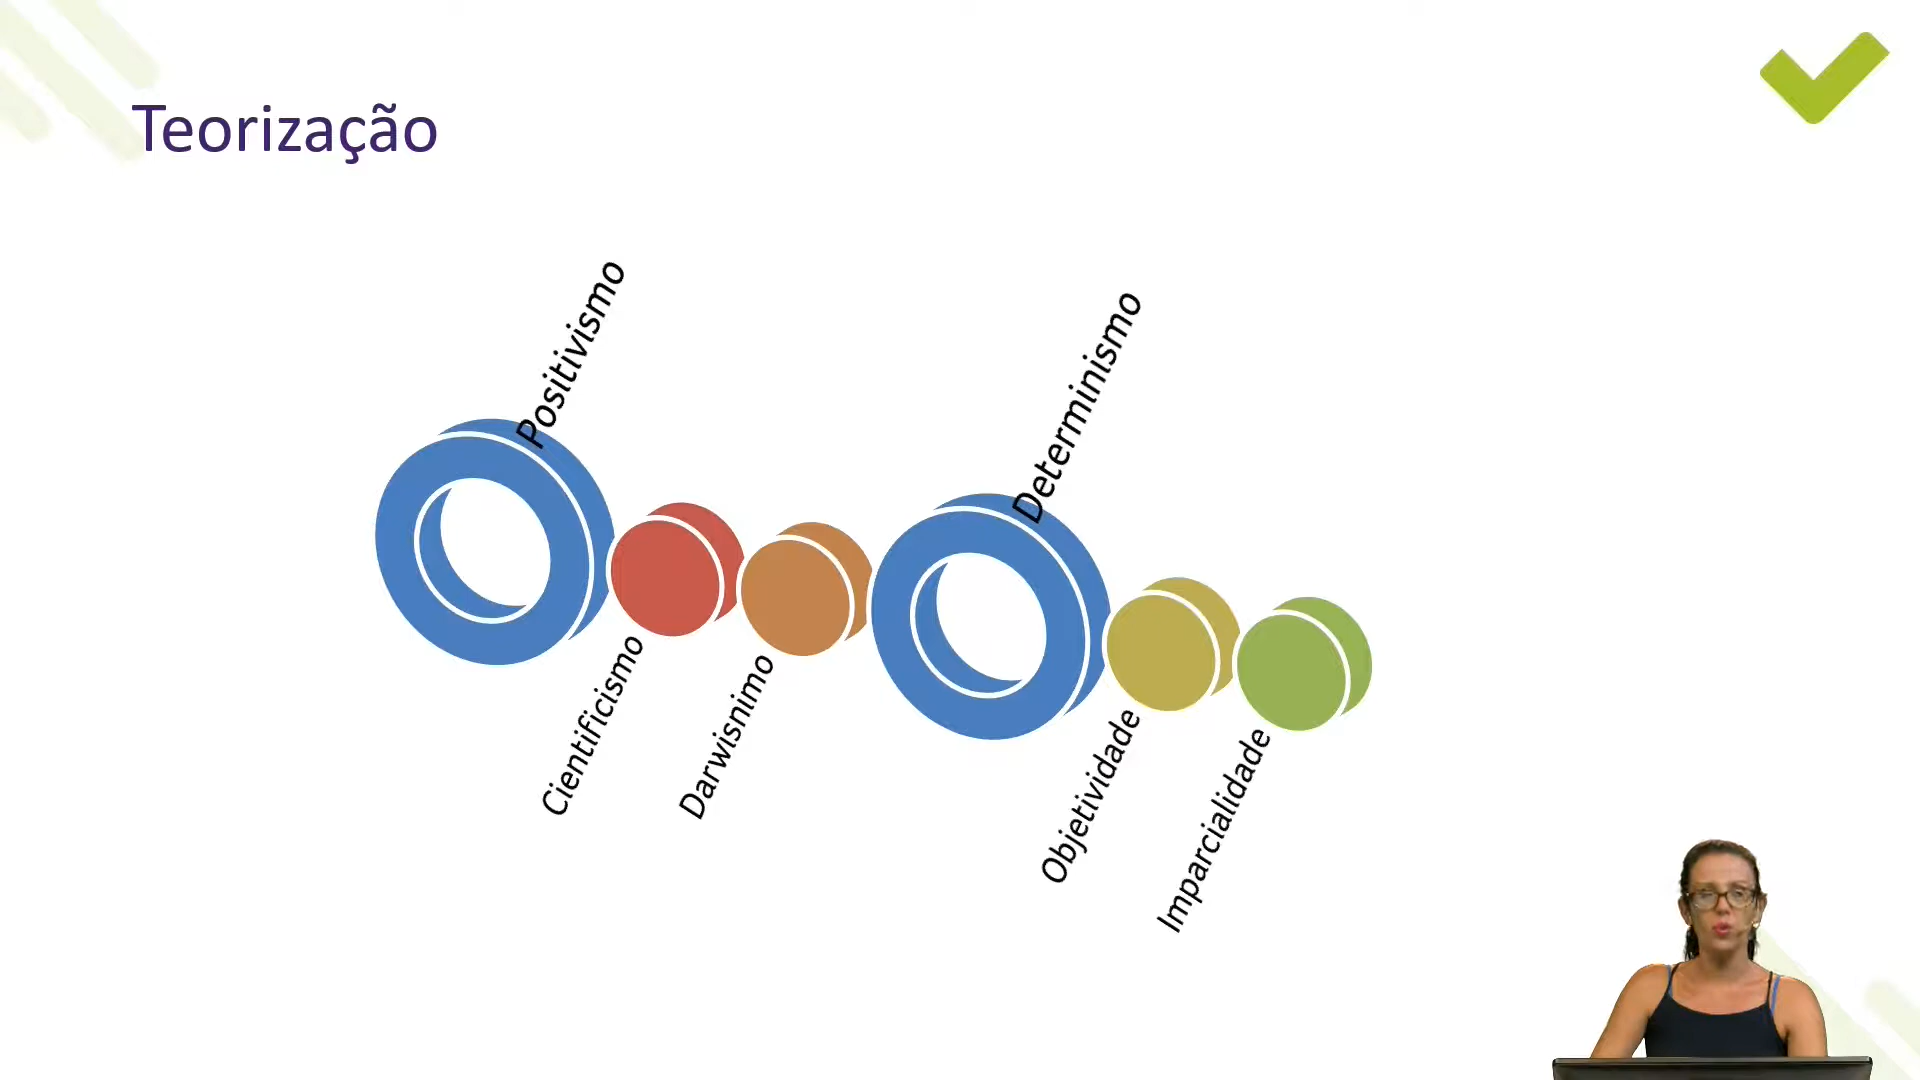 Teorização
Positivismo
Cientificismo
Darwisnimo
Determinismo
Objetividade
Imparcialidade